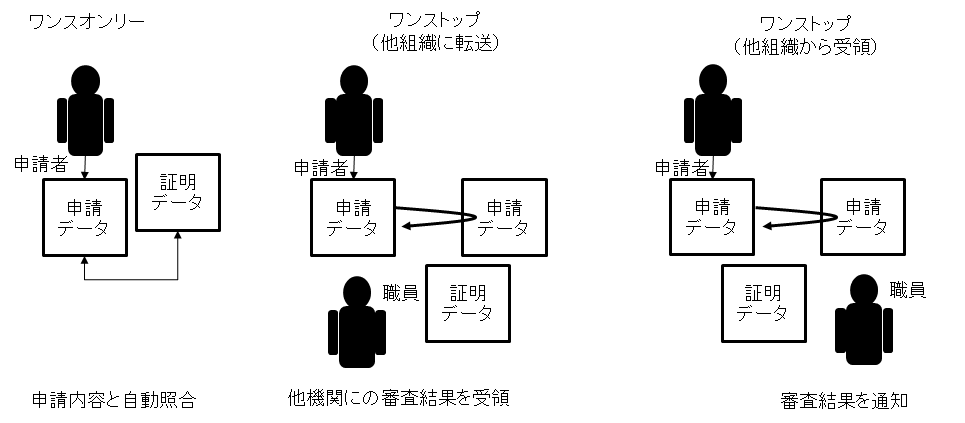 ワンスオンリー
申請者
申請
データ
証明
データ
申請内容と自動照合
ワンストップ
(他組織に転送)
申請者
申請
データ
申請
データ
職員
証明
データ
他機関にの審査結果を受領
ワンストップ
(他組織から受領)
申請者
申請
データ
申請
データ
証明
データ
職員
審査結果を通知